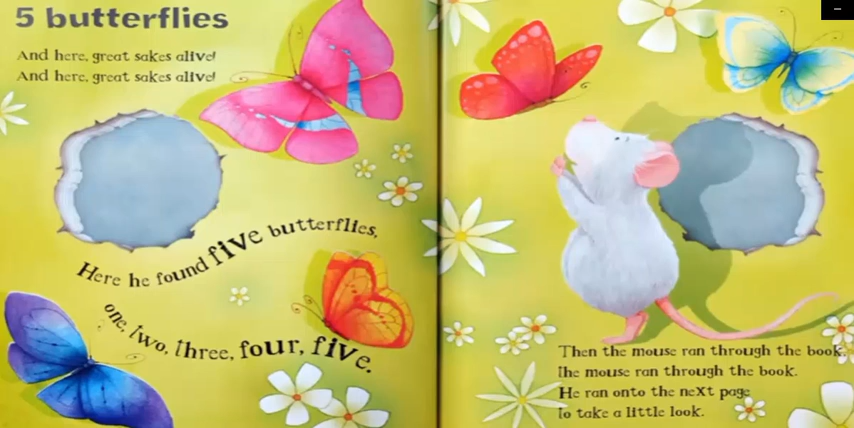 5 butterflies
And here, great sakes alive!
And here, great sakes alive!
Here he found five butterflies,
one, two, three, four, five.
Then the mouse ran through the book.
The mouse ran through the book.
He ran onto the next page
To take a little look.